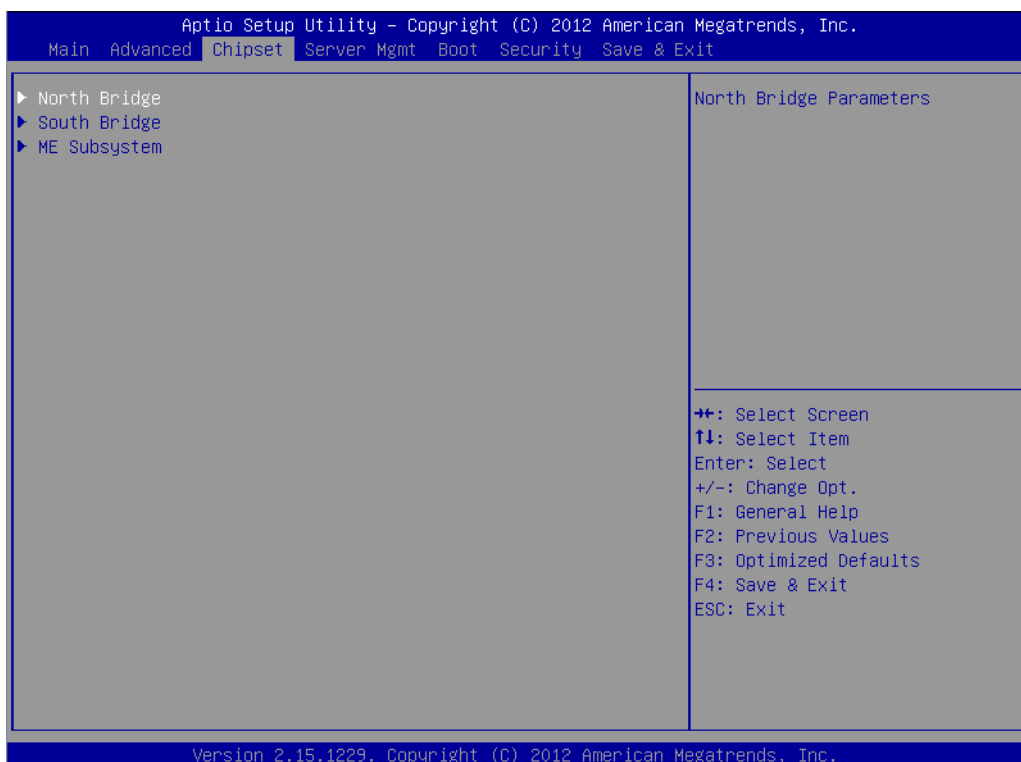 Aptio Setup Utility – Copyright (C) 2012 American Megatrends, Inc.
Main Advanced Chipset Server Mgmt Boot Security Save & Exit
► North Bridge
► South Bridge
► ME Subsystem
North Bridge Parameters
→←: Select Screen
↑↓: Select Item
Enter: Select
+/-: Change Opt.
F1: General Help
F2: Previous Values
F3: Optimized Defaults
F4: Save & Exit
ESC: Exit
Version 2.15.1229. Copyright (C) 2012 American Megatrends, Inc.